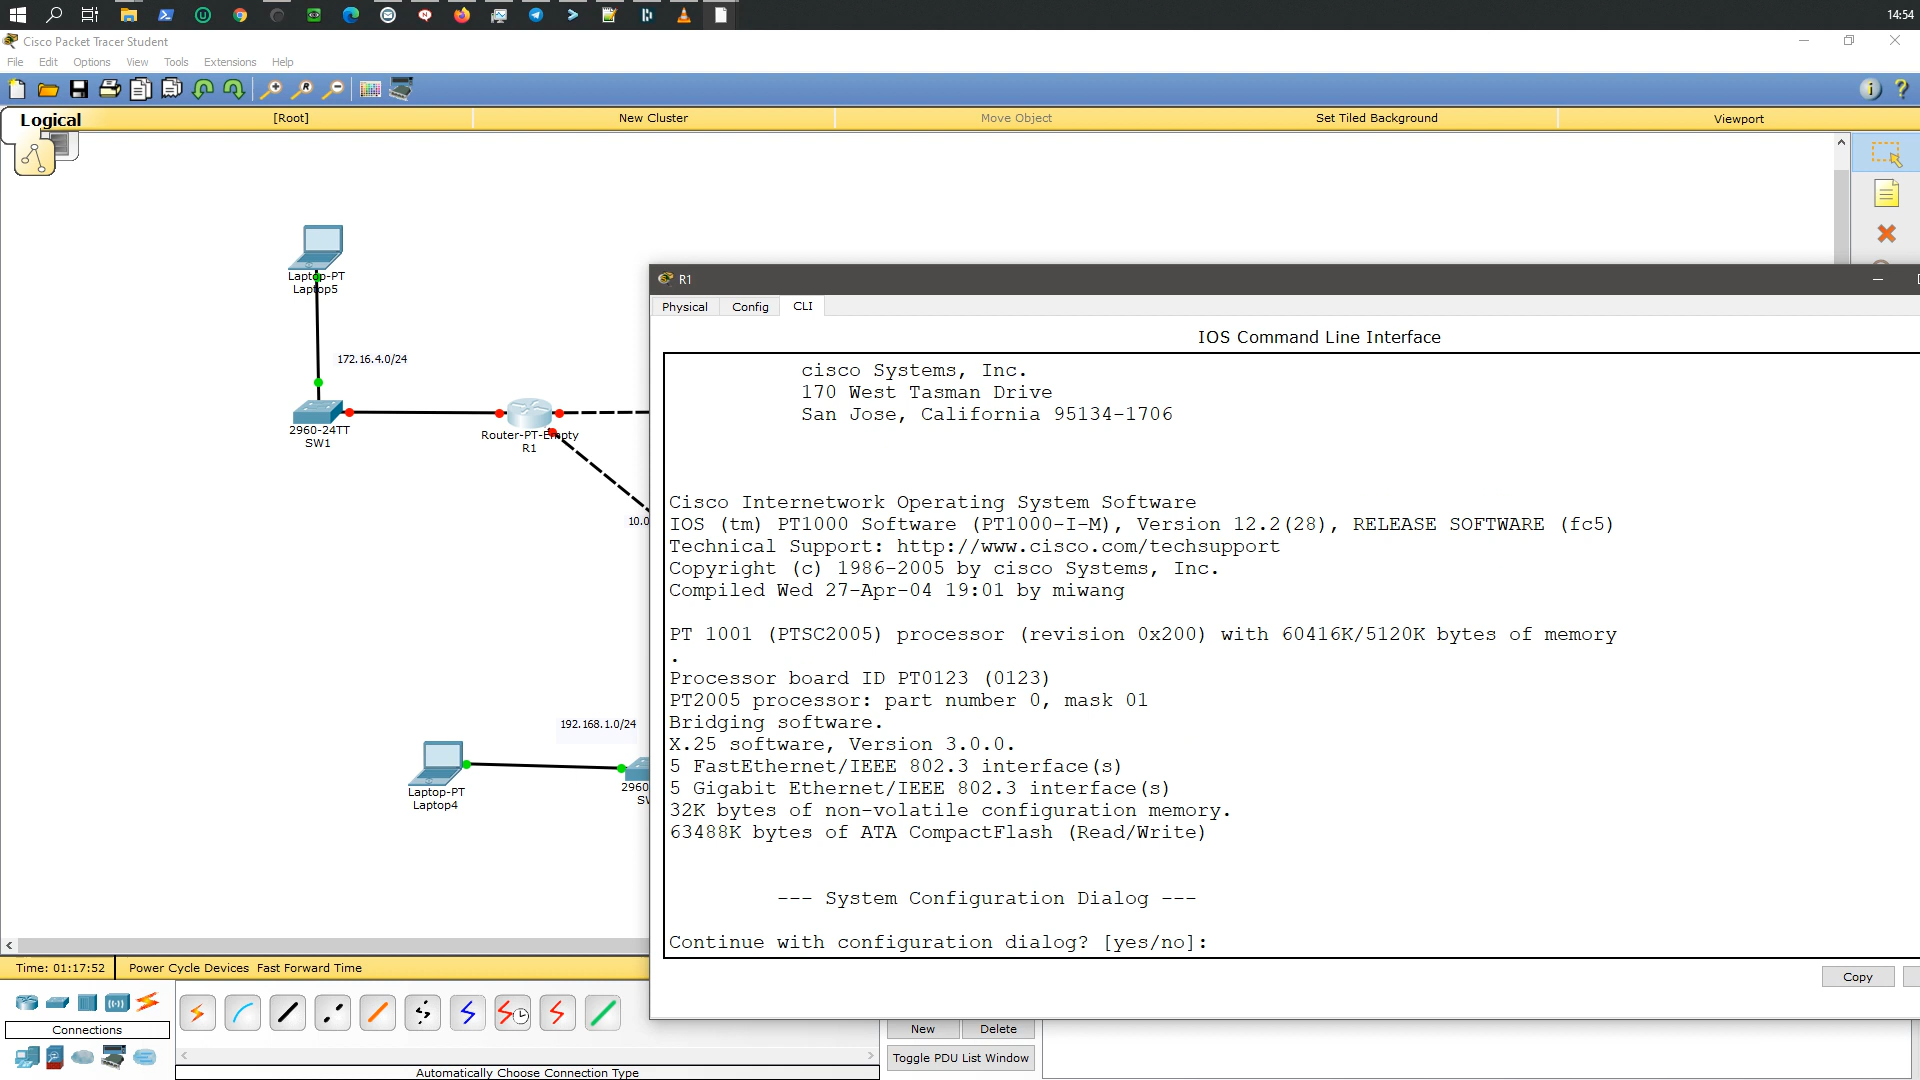 14:54
Cisco Packet Tracer Student
File Edit Options View Tools Extensions Help
Logical
[Root]
New Cluster
Move Object
Set Tiled Background
Viewport
Laptop-PT
Laptop5
172.16.4.0/24
2960-24TT
SW1
Router-PT-Empty
R1
10.0
192.168.1.0/24
Laptop-PT
Laptop4
2960
SW
R1
Physical Config CLI
IOS Command Line Interface
cisco Systems, Inc.
170 West Tasman Drive
San Jose, California 95134-1706
Cisco Internetwork Operating System Software
IOS (tm) PT1000 Software (PT1000-I-M), Version 12.2(28), RELEASE SOFTWARE (fc5)
Technical Support: http://www.cisco.com/techsupport
Copyright (c) 1986-2005 by cisco Systems, Inc.
Compiled Wed 27-Apr-04 19:01 by miwang
PT 1001 (PTSC2005) processor (revision 0x200) with 60416K/5120K bytes of memory
.
Processor board ID PT0123 (0123)
PT2005 processor: part number 0, mask 01
Bridging software.
X.25 software, Version 3.0.0.
5 FastEthernet/IEEE 802.3 interface(s)
5 Gigabit Ethernet/IEEE 802.3 interface(s)
32K bytes of non-volatile configuration memory.
63488K bytes of ATA CompactFlash (Read/Write)
--- System Configuration Dialog ---
Continue with configuration dialog? [yes/no]:
Copy
Time: 01:17:52
Power Cycle Devices Fast Forward Time
Connections
Automatically Choose Connection Type
New
Delete
Toggle PDU List Window